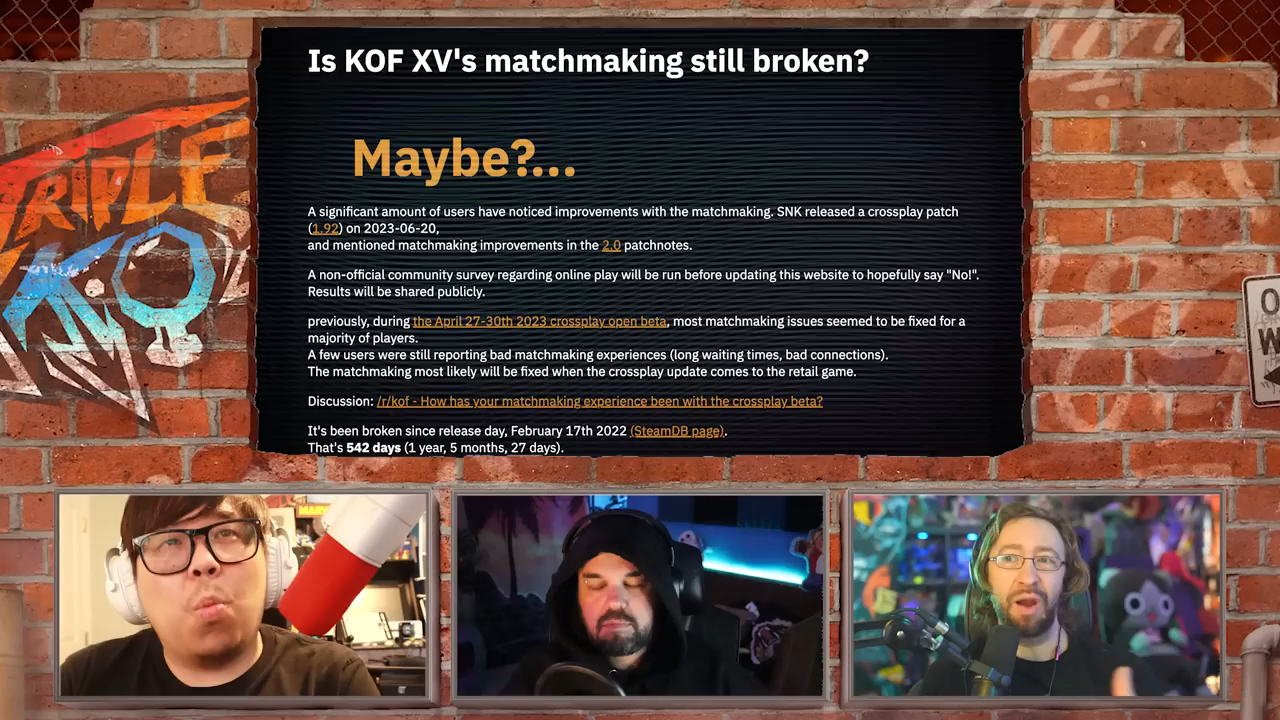 Is KOF XV's matchmaking still broken?
Maybe?...
A significant amount of users have noticed improvements with the matchmaking. SNK released a crossplay patch
(1.92) on 2023-06-20,
and mentioned matchmaking improvements in the 2.0 patchnotes.
A non-official community survey regarding online play will be run before updating this website to hopefully say "No!".
Results will be shared publicly.
previously, during the April 27-30th 2023 crossplay open beta, most matchmaking issues seemed to be fixed for a
majority of players.
A few users were still reporting bad matchmaking experiences (long waiting times, bad connections).
The matchmaking most likely will be fixed when the crossplay update comes to the retail game.
Discussion: /r/kof - How has your matchmaking experience been with the crossplay beta?
It's been broken since release day, February 17th 2022 (SteamDB page).
That's 542 days (1 year, 5 months, 27 days).
TRIPLE
K.O.